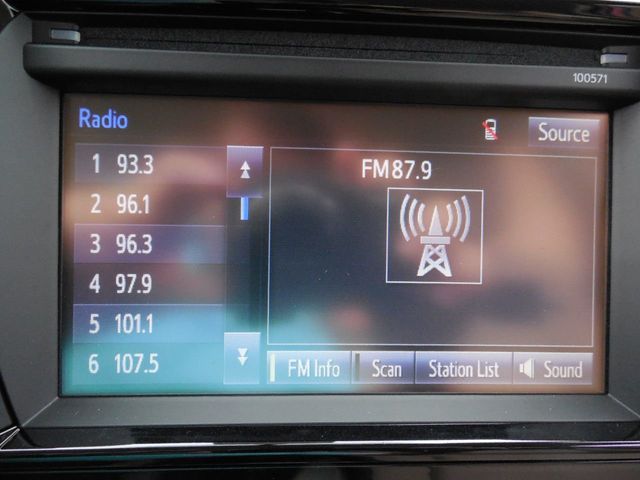 100571
Radio
Source
FM 87.9
1 93.3
2 96.1
3 96.3
4 97.9
5 101.1
6 107.5
FM Info Scan Station List Sound